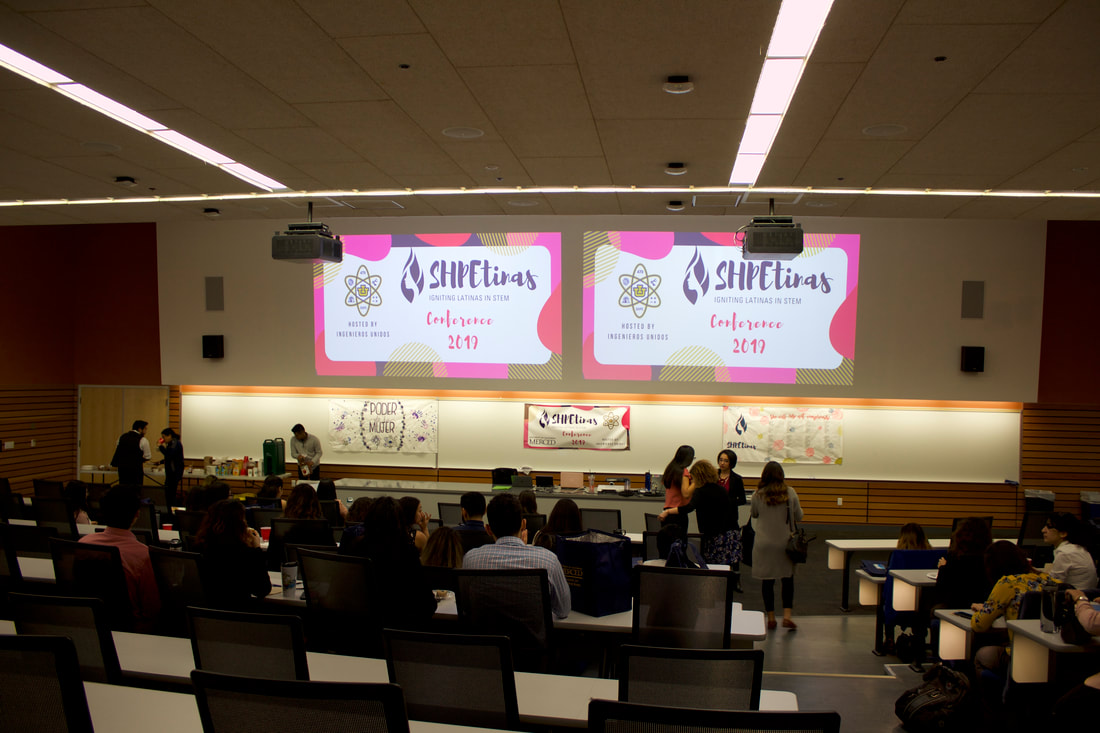 SHPEtinas
IGNITING LATINAS IN STEM
HOSTED BY
INGENIEROS UNIDOS
Conference
2019
SHPEtinas
IGNITING LATINAS IN STEM
HOSTED BY
INGENIEROS UNIDOS
Conference
2019
PODER
MUJER
SHPEtinas
Conference
2019
MERCED